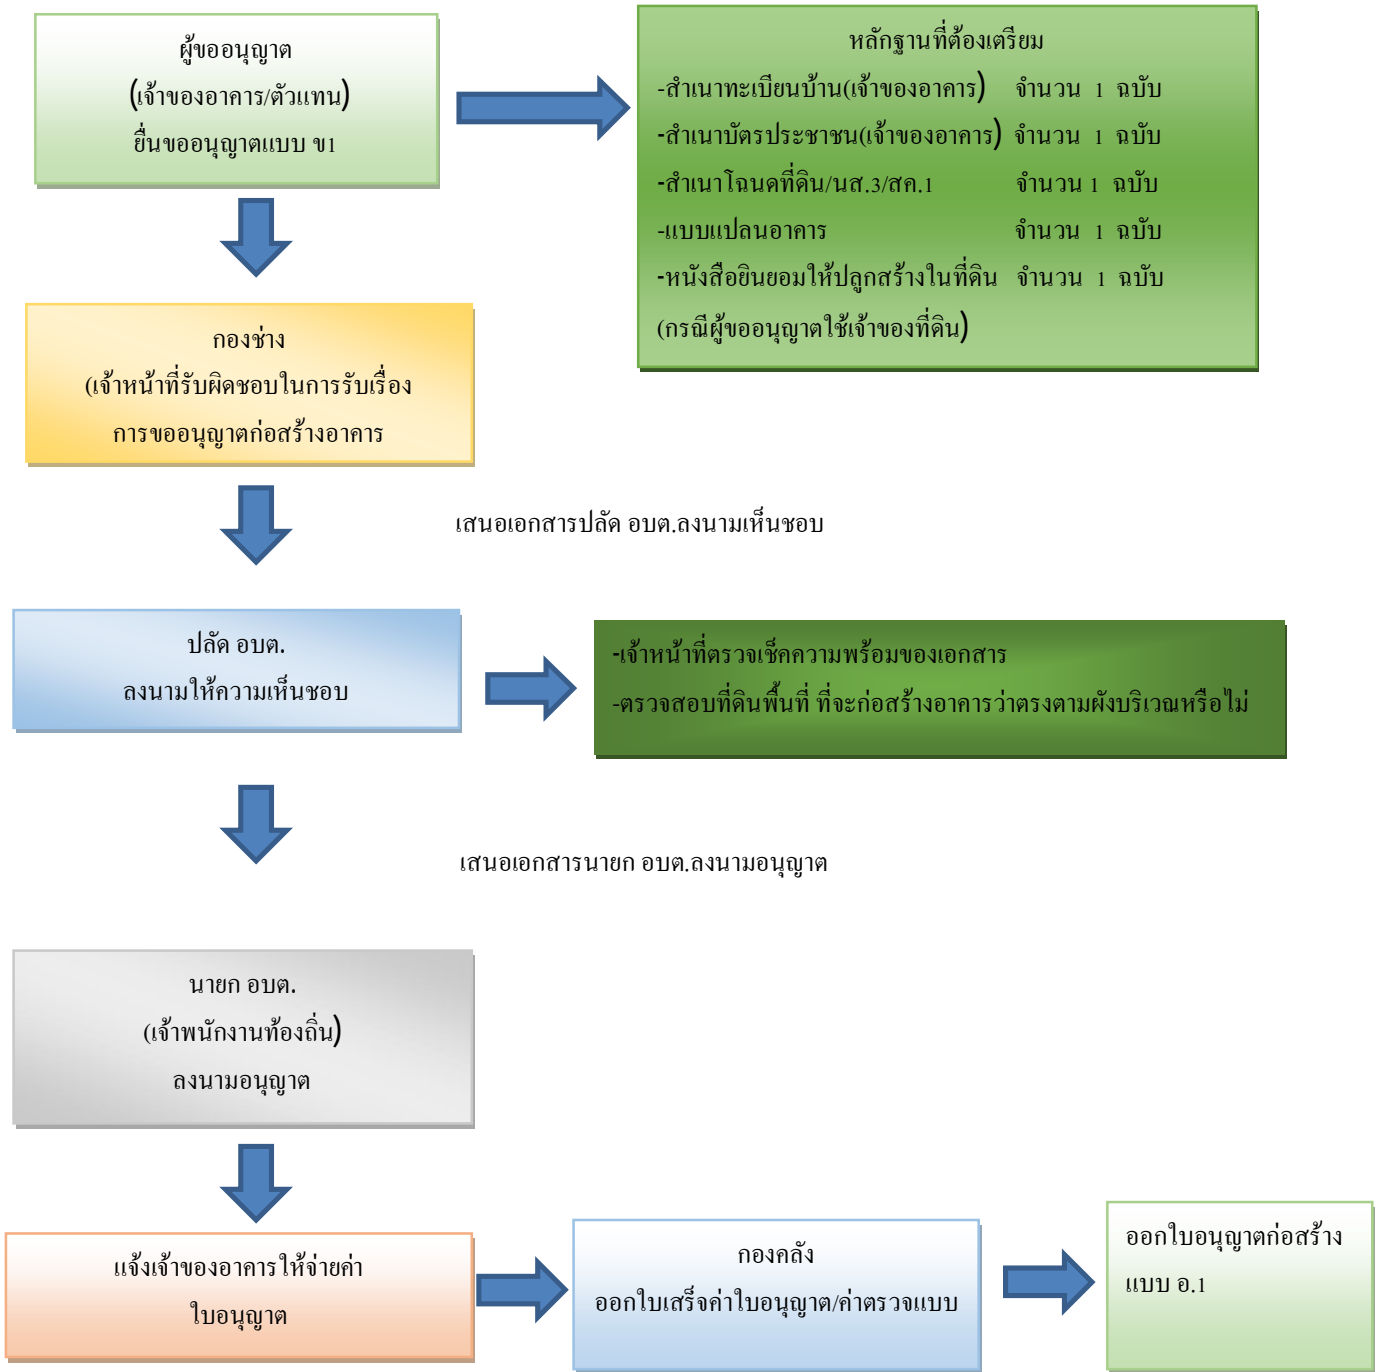 ผู้ขออนุญาต
(เจ้าของอาคาร/ตัวแทน)
ยื่นขออนุญาตแบบ ข1
หลักฐานที่ต้องเตรียม
-สำเนาทะเบียนบ้าน(เจ้าของอาคาร) จำนวน 1 ฉบับ
-สำเนาบัตรประชาชน(เจ้าของอาคาร) จำนวน 1 ฉบับ
-สำเนาโฉนดที่ดิน/นส.3/สค.1 จำนวน 1 ฉบับ
-แบบแปลนอาคาร จำนวน 1 ฉบับ
-หนังสือยินยอมให้ปลูกสร้างในที่ดิน จำนวน 1 ฉบับ
(กรณีผู้ขออนุญาตใช้เจ้าของที่ดิน)
กองช่าง
(เจ้าหน้าที่รับผิดชอบในการรับเรื่อง
การขออนุญาตก่อสร้างอาคาร
เสนอเอกสารปลัด อบต.ลงนามเห็นชอบ
ปลัด อบต.
ลงนามให้ความเห็นชอบ
-เจ้าหน้าที่ตรวจเช็คความพร้อมของเอกสาร
-ตรวจสอบที่ดินพื้นที่ ที่จะก่อสร้างอาคารว่าตรงตามผังบริเวณหรือไม่
เสนอเอกสารนายก อบต.ลงนามอนุญาต
นายก อบต.
(เจ้าพนักงานท้องถิ่น)
ลงนามอนุญาต
แจ้งเจ้าของอาคารให้จ่ายค่า
ใบอนุญาต
กองคลัง
ออกใบเสร็จค่าใบอนุญาต/ค่าตรวจแบบ
ออกใบอนุญาตก่อสร้าง
แบบ อ.1